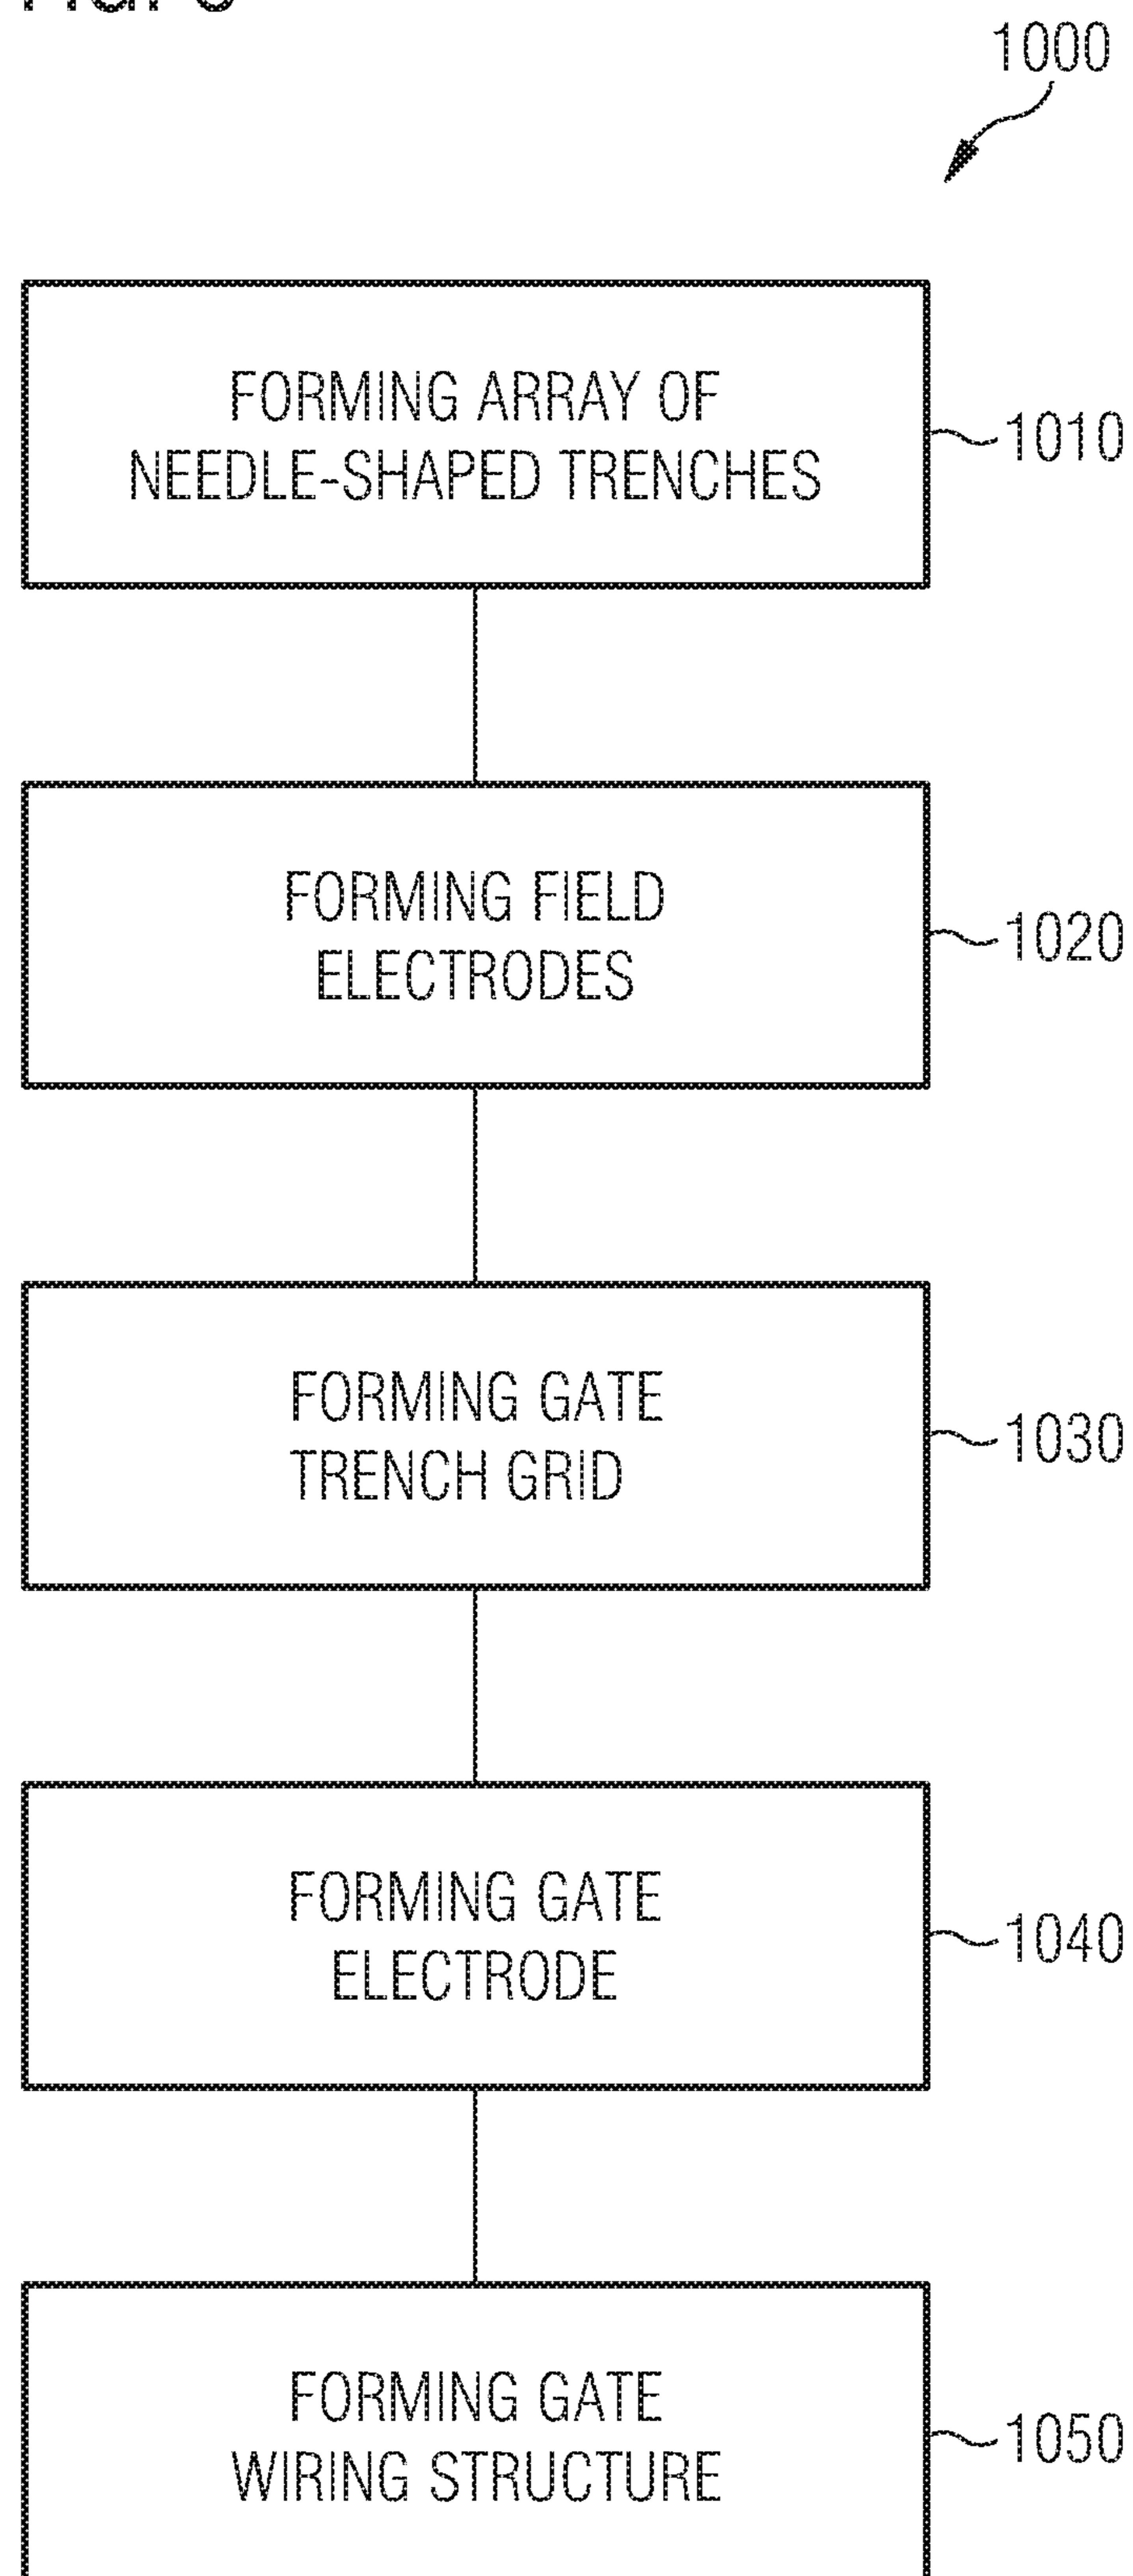 1000
FORMING ARRAY OF
NEEDLE-SHAPED TRENCHES
1010
FORMING FIELD
ELECTRODES
1020
FORMING GATE
TRENCH GRID
1030
FORMING GATE
ELECTRODE
1040
FORMING GATE
WIRING STRUCTURE
1050